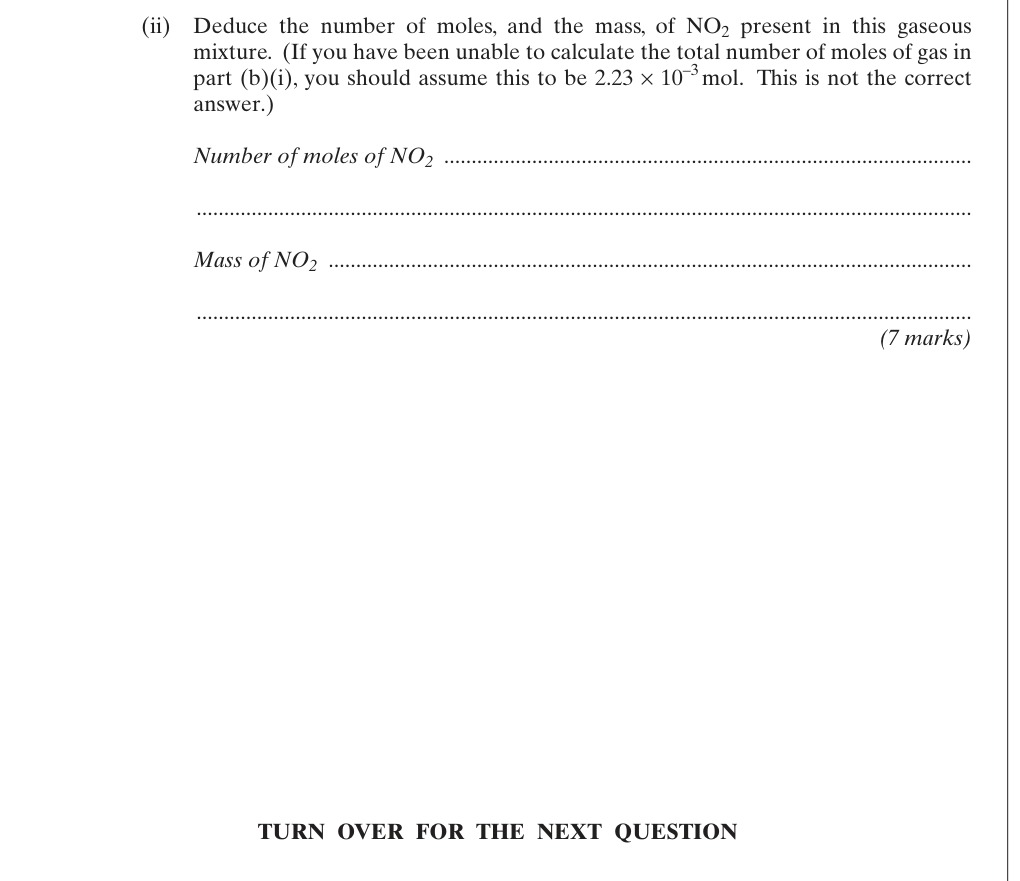 (ii) Deduce the number of moles, and the mass, of NO₂ present in this gaseous
mixture. (If you have been unable to calculate the total number of moles of gas in
part (b)(i), you should assume this to be 2.23 × 10⁻³ mol. This is not the correct
answer.)
Number of moles of NO₂ ................................................................................................
.............................................................................................................................................
Mass of NO₂ .....................................................................................................................
.............................................................................................................................................
(7 marks)
TURN OVER FOR THE NEXT QUESTION